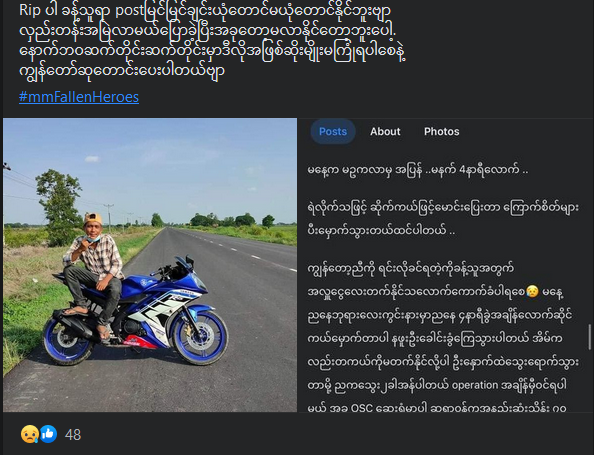 Rip ပါ ခန့်သူရာ postမြင်မြင်ချင်းယုံတောင်မယုံတောင်နိုင်ဘူးဗျာ
လှည်းတန်းအမြဲလာမယ်ပြောခဲ့ပြီးအခုတော့မလာနိုင်တော့ဘူးပေါ့.
နောက်ဘဝဆက်တိုင်းဆက်တိုင်းမှာဒီလိုအဖြစ်ဆိုးမျိုးမကြုံရပါစေနဲ့
ကျွန်တော်ဆုတောင်းပေးပါတယ်ဗျာ
#mmFallenHeroes
Posts About Photos
မနေ့က မဥကလာမှ အပြန် ..မနက် 4နာရီလောက် ..
ရဲလိုက်သဖြင့် ဆိုက်ကယ်ဖြင့်မောင်းပြေးတာ ကြောက်စိတ်များ
ပီးမှောက်သွားတယ်ထင်ပါတယ် ..
ကျွန်တော့ညီကို ရင်းလိုခင်ရတဲ့ကိုခန့်သူအတွက်
အလှူငွေလေးတက်နိုင်သလောက်ကောက်ခံပါရစေ😥 မနေ့
ညနေဘုရားလေးကွင်းနားမှာညနေ ၄နာရီခွဲအချိန်လောက်ဆိုင်
ကယ်မှောက်တာပါ နဖူးဦးခေါင်းခွဲကြေသွားပါတယ် အိမ်က
လည်းတကယ်ကိုမတက်နိုင်လို့ပါ ဦးနှောက်ထဲသွေးရောက်သွား
တာမို့ ညကသွေး၂ခါအန်ပါတယ် operation အချိန်မှီဝင်ရပါ
မယ် အခု OSC ဆေးရုံမှာပါ ဆရာဝန်ကအနည်းဆုံးသိန်း ၇၀
48